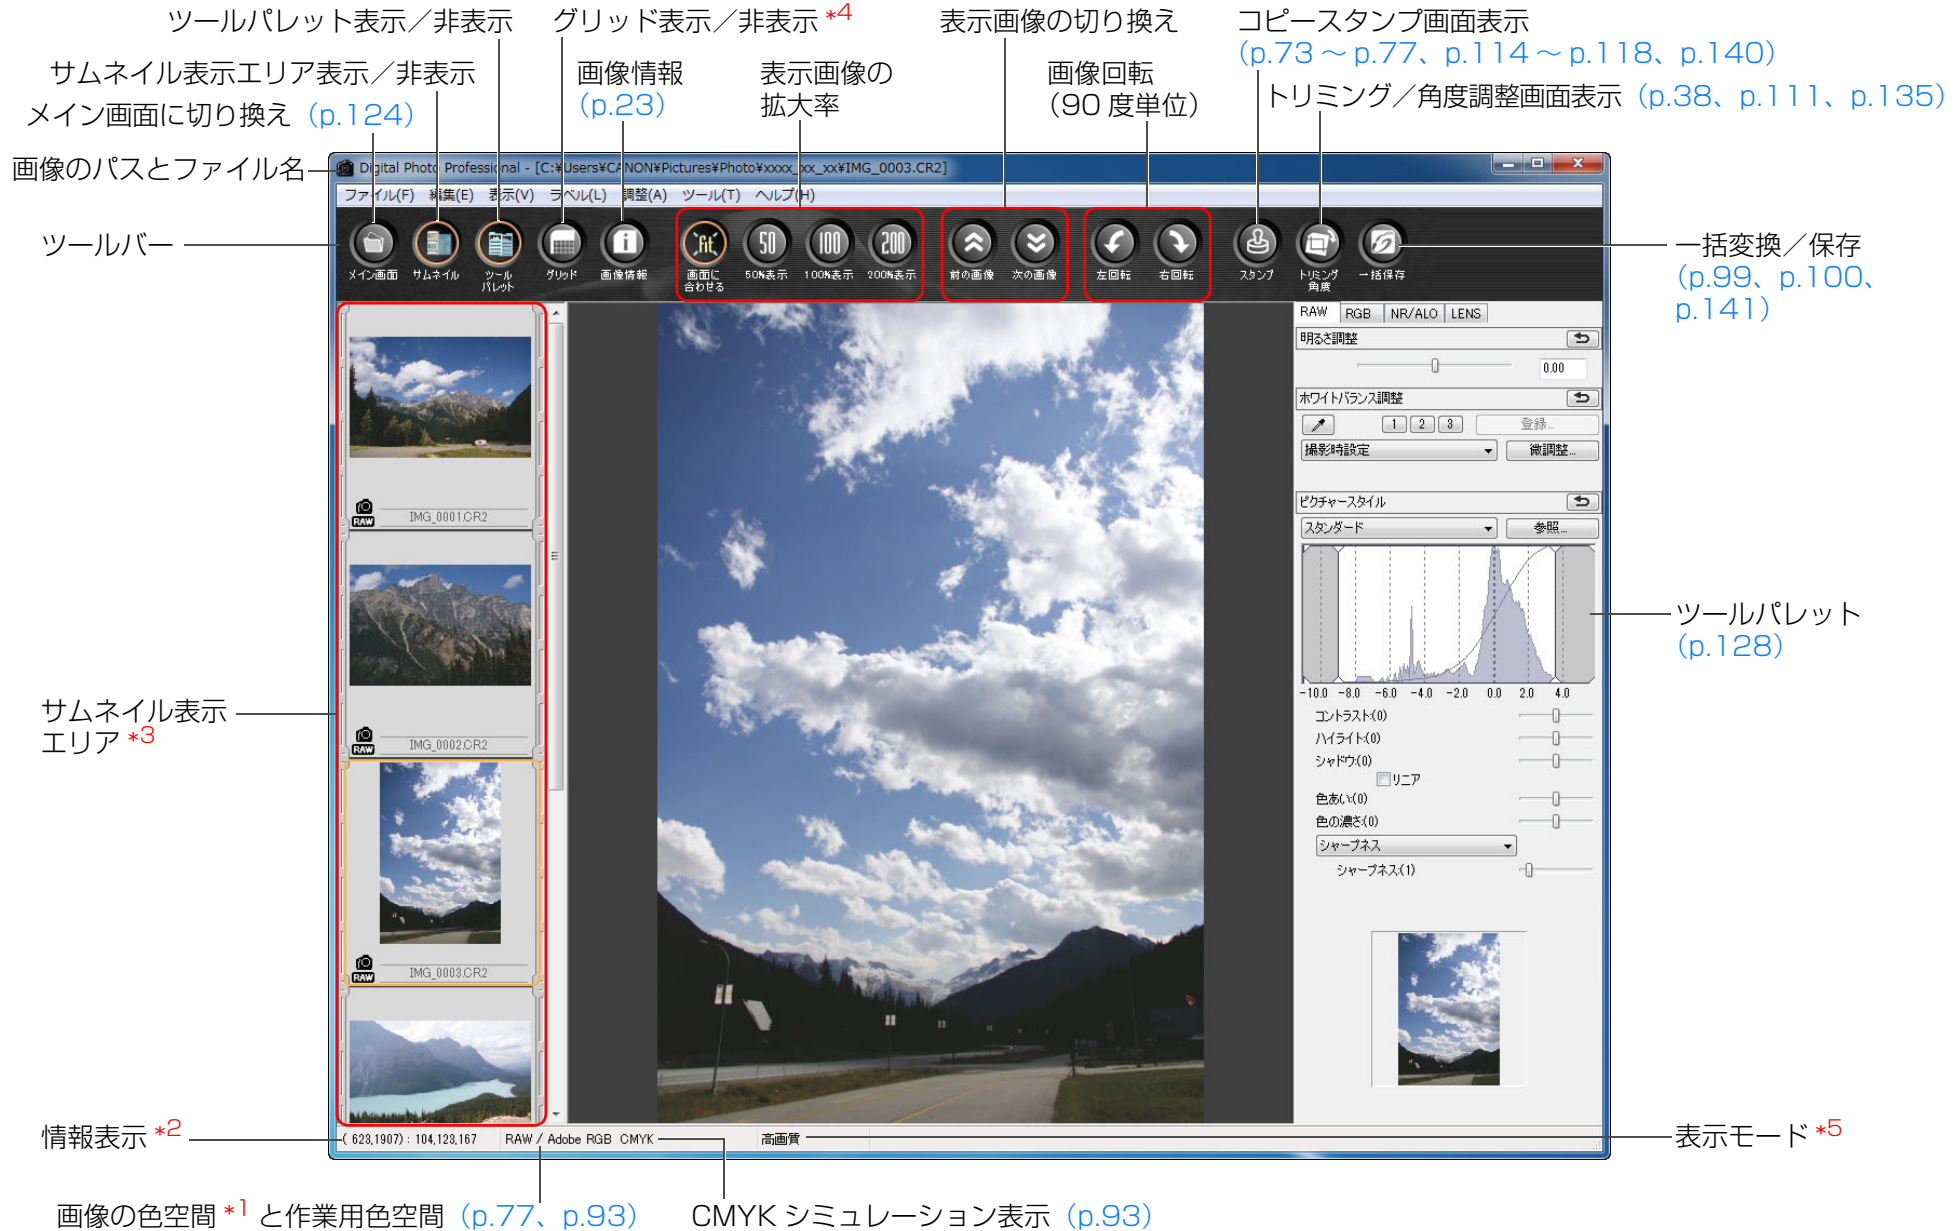 ツールパレット表示／非表示
グリッド表示／非表示 *4
表示画像の切り換え
コピースタンプ画面表示
（p.73 ～ p.77、p.114 ～ p.118、p.140）
サムネイル表示エリア表示／非表示
画像情報
（p.23）
表示画像の
拡大率
画像回転
（90 度単位）
トリミング／角度調整画面表示（p.38、p.111、p.135）
メイン画面に切り換え（p.124）
画像のパスとファイル名
Digital Photo Professional - [C:¥Users¥CANON¥Pictures¥Photo¥xxxx_xx_xx¥IMG_0003.CR2]
ファイル(F) 編集(E) 表示(V) ラベル(L) 調整(A) ツール(T) ヘルプ(H)
ツールバー
fit 50 100 200
メイン画面 サムネイル ツール パレット グリッド 画像情報 画面に 合わせる 50%表示 100%表示 200%表示 前の画像 次の画像 左回転 右回転 スタンプ トリミング 角度 一括保存
一括変換／保存
（p.99、p.100、
p.141）
RAW RGB NR/ALO LENS
明るさ調整
0.00
ホワイトバランス調整
1 2 3 登録...
撮影時設定 微調整...
ピクチャースタイル
スタンダード 参照...
-10.0 -8.0 -6.0 -4.0 -2.0 0.0 2.0 4.0
コントラスト:(0)
ハイライト:(0)
シャドウ:(0)
リニア
色あい:(0)
色の濃さ:(0)
シャープネス
シャープネス:(1)
ツールパレット
（p.128）
RAW IMG_0001.CR2
RAW IMG_0002.CR2
RAW IMG_0003.CR2
サムネイル表示
エリア *3
情報表示 *2
( 623,1907) : 104,123,167 RAW / Adobe RGB CMYK 高画質
表示モード *5
画像の色空間 *1 と作業用色空間（p.77、p.93）
CMYK シミュレーション表示（p.93）